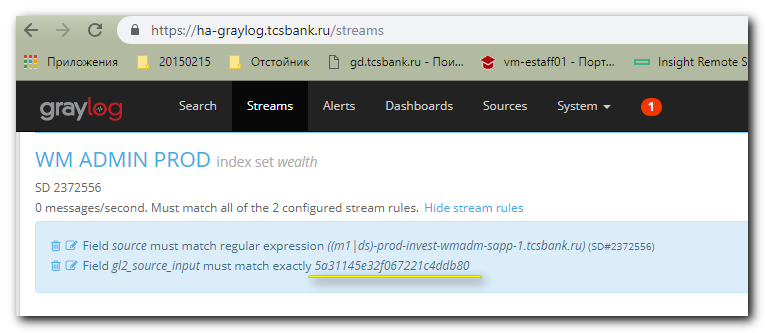 https://ha-graylog.tcsbank.ru/streams
Приложения 20150215 Отстойник gd.tcsbank.ru - Пои... vm-estaff01 - Порт... Insight Remote S
graylog Search Streams Alerts Dashboards Sources System 1
WM ADMIN PROD index set wealth
SD 2372556
0 messages/second. Must match all of the 2 configured stream rules. Hide stream rules
Field source must match regular expression ((m1|ds)-prod-invest-wmadm-sapp-1.tcsbank.ru) (SD#2372556)
Field gl2_source_input must match exactly 5a31145e32f067221c4ddb80